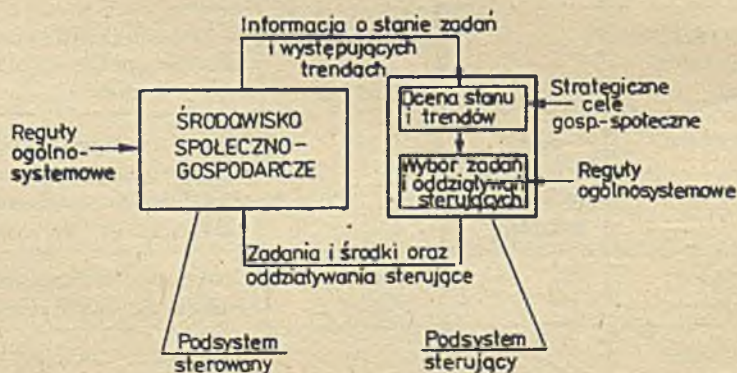 Informacja o stanie zadań
i występujących
trendach
Reguły
ogólno-
systemowe
ŚRODOWISKO
SPOŁECZNO-
GOSPODARCZE
Ocena stanu
i trendów
Strategiczne
cele
gosp.-społeczne
Wybór zadań
i oddziaływań
sterujących
Reguły
ogólnosystemowe
Zadania i środki oraz
oddziaływania sterujące
Podsystem
sterowany
Podsystem
sterujący